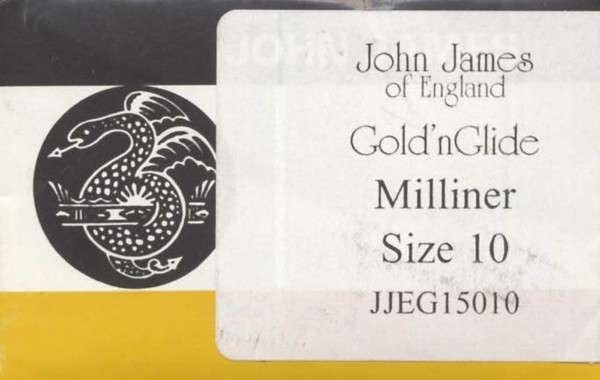 John James
of England
Gold'nGlide
Milliner
Size 10
JJEG15010